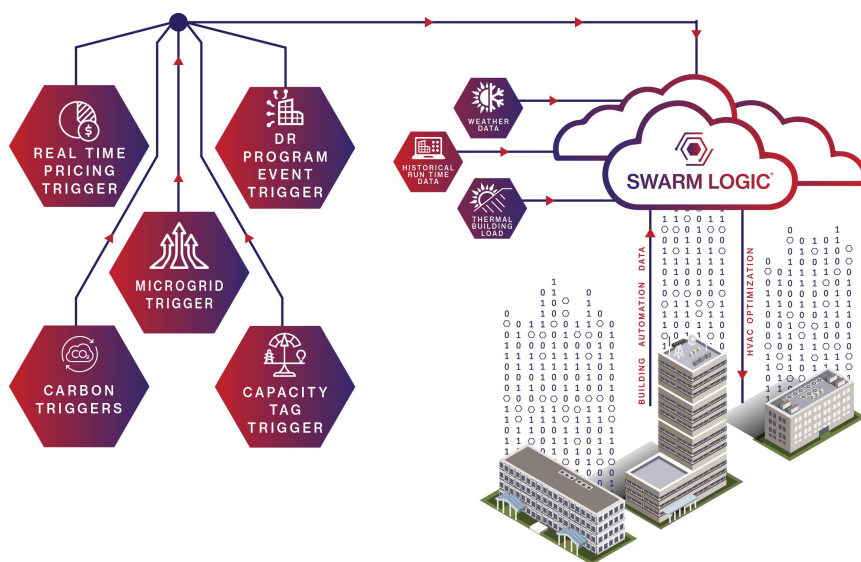 REAL TIME
PRICING
TRIGGER
DR
PROGRAM
EVENT
TRIGGER
MICROGRID
TRIGGER
CO₂
CARBON
TRIGGERS
CAPACITY
TAG
TRIGGER
WEATHER
DATA
HISTORICAL
RUN TIME
DATA
THERMAL
BUILDING
LOAD
SWARM LOGIC®
BUILDING AUTOMATION DATA
HVAC OPTIMIZATION